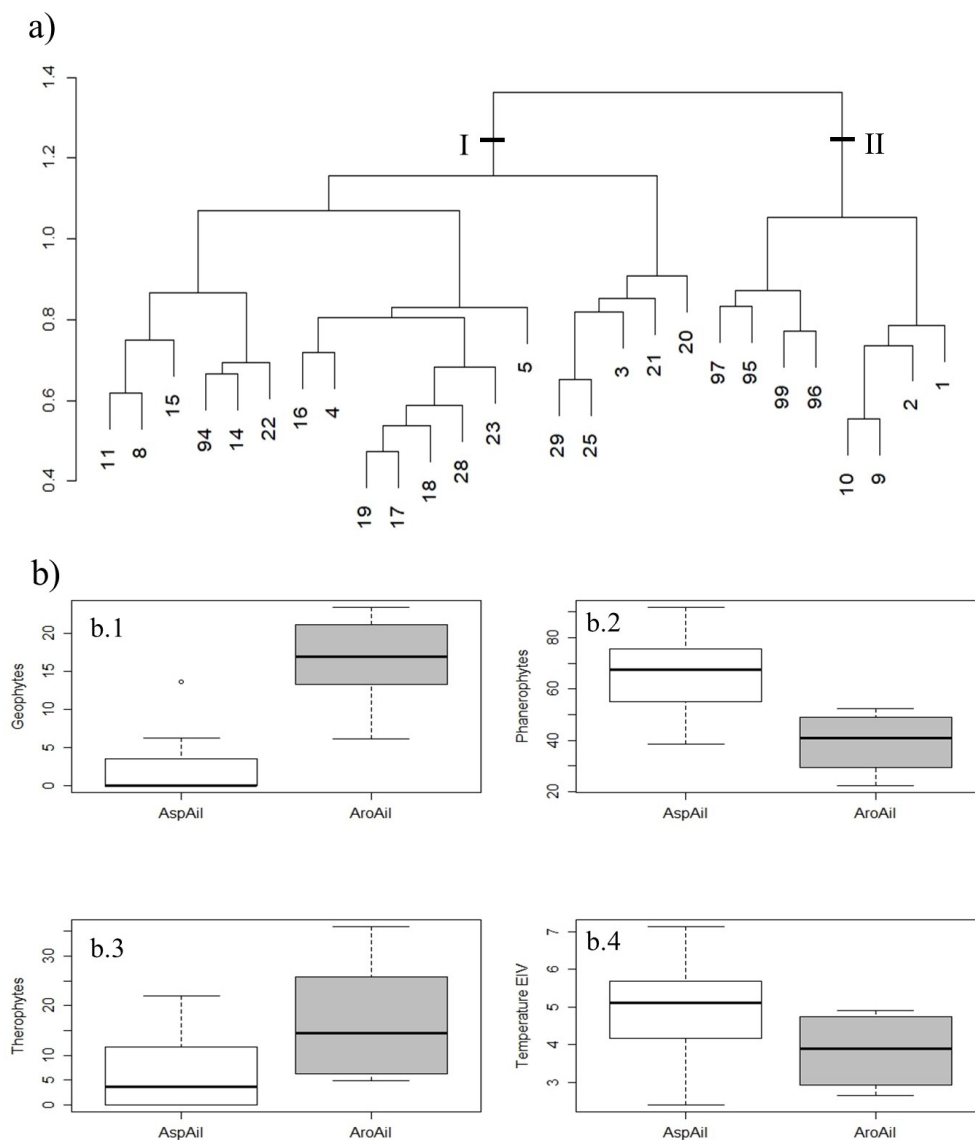 a)
1.4
1.2
1.0
0.8
0.6
0.4
I
II
11
8
15
94
14
22
16
4
19
17
18
28
23
5
29
25
3
21
20
97
95
99
96
10
9
2
1
b)
b.1
Geophytes
20
15
10
5
0
AspAil
AroAil
b.2
Phanerophytes
80
60
40
20
AspAil
AroAil
b.3
Therophytes
30
20
10
5
0
AspAil
AroAil
b.4
Temperature EIV
7
6
5
4
3
AspAil
AroAil